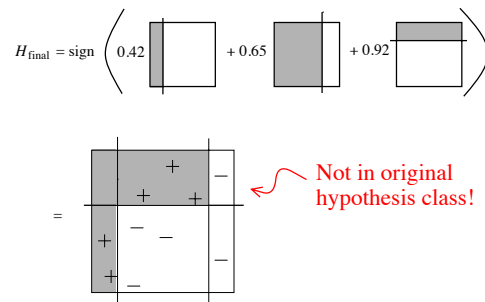 H_final = sign ( 0.42 + 0.65 + 0.92 )
=
+ −
+ +
− −
+
+ −
−
Not in original
hypothesis class!